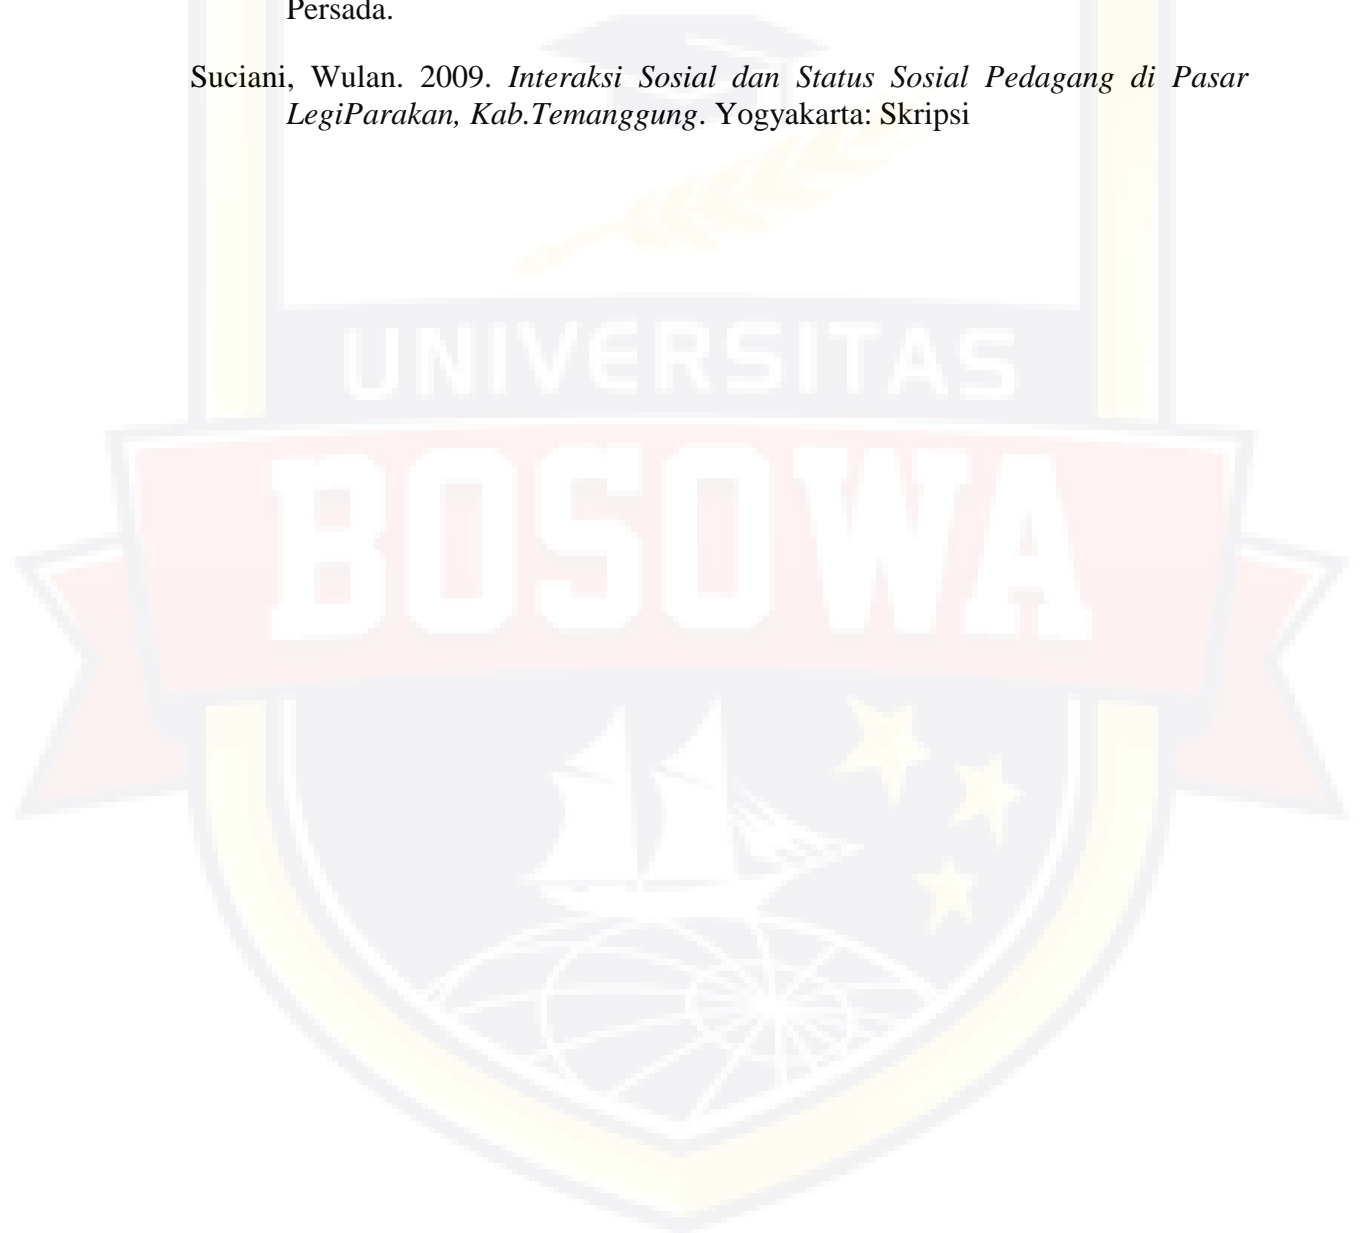 Persada.
Suciani, Wulan. 2009. Interaksi Sosial dan Status Sosial Pedagang di Pasar
LegiParakan, Kab.Temanggung. Yogyakarta: Skripsi
UNIVERSITAS
BOSOWA